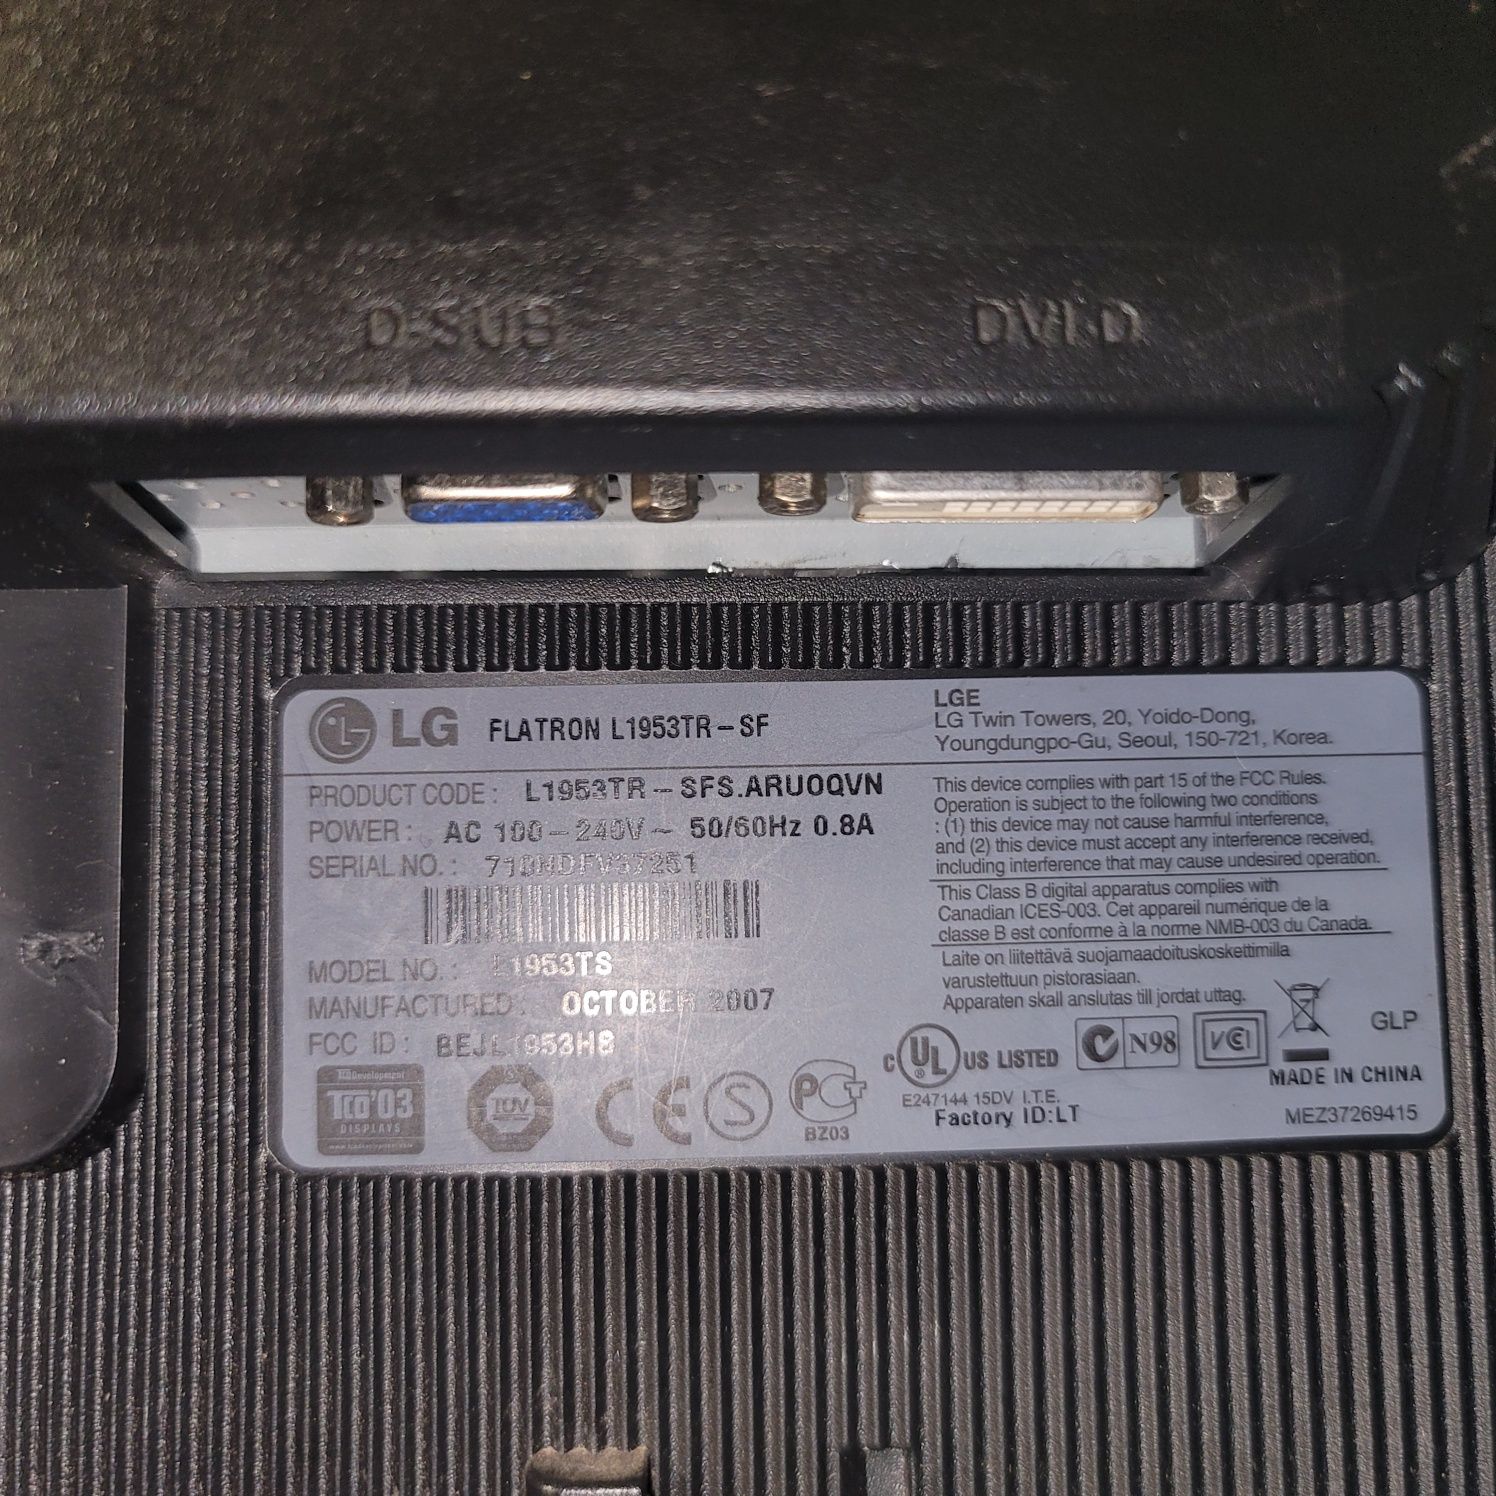 D-SUB DVI-D
LG FLATRON L1953TR-SF
LGE
LG Twin Towers, 20, Yoido-Dong,
Youngdungpo-Gu, Seoul, 150-721, Korea.
PRODUCT CODE: L1953TR-SFS.ARUOQVN
POWER: AC 100-240V~ 50/60Hz 0.8A
SERIAL NO.:
MODEL NO.: L1953TS
MANUFACTURED: OCTOBER 2007
FCC ID: BEJL1953HS
This device complies with part 15 of the FCC Rules.
Operation is subject to the following two conditions
: (1) this device may not cause harmful interference,
and (2) this device must accept any interference received,
including interference that may cause undesired operation.
This Class B digital apparatus complies with
Canadian ICES-003. Cet appareil numérique de la
classe B est conforme à la norme NMB-003 du Canada.
Laite on liitettävä suojamaadoituskoskettimilla
varustettuun pistorasiaan.
Apparaten skall anslutas till jordat uttag.
Development
TCO'03
DISPLAYS
TÜV
CE
S
PCT
BZ03
c UL US LISTED
E247144 15DV I.T.E.
Factory ID:LT
N98
VCI
GLP
MADE IN CHINA
MEZ37269415